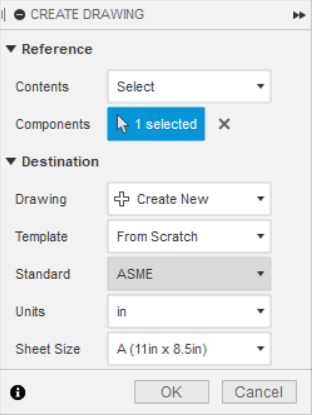 CREATE DRAWING
Reference
Contents Select
Components 1 selected
Destination
Drawing Create New
Template From Scratch
Standard ASME
Units in
Sheet Size A (11in x 8.5in)
OK Cancel